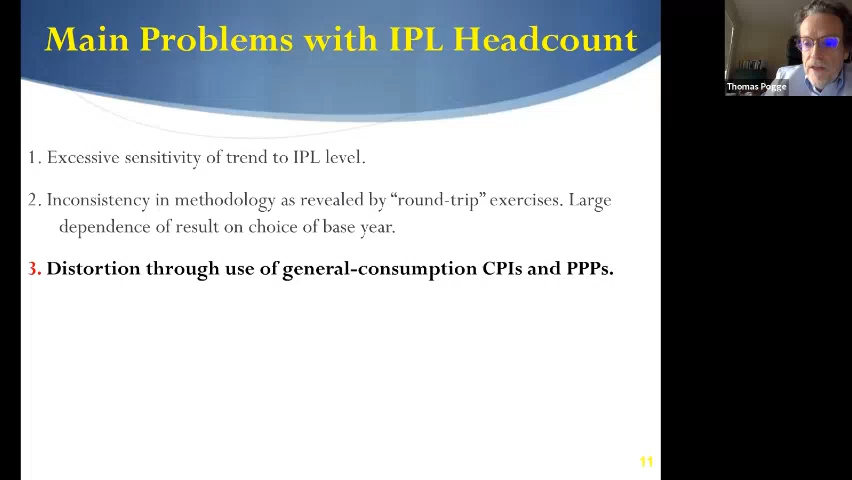 Main Problems with IPL Headcount
Thomas Pogge
1. Excessive sensitivity of trend to IPL level.
2. Inconsistency in methodology as revealed by “round-trip” exercises. Large
dependence of result on choice of base year.
3. Distortion through use of general-consumption CPIs and PPPs.
11